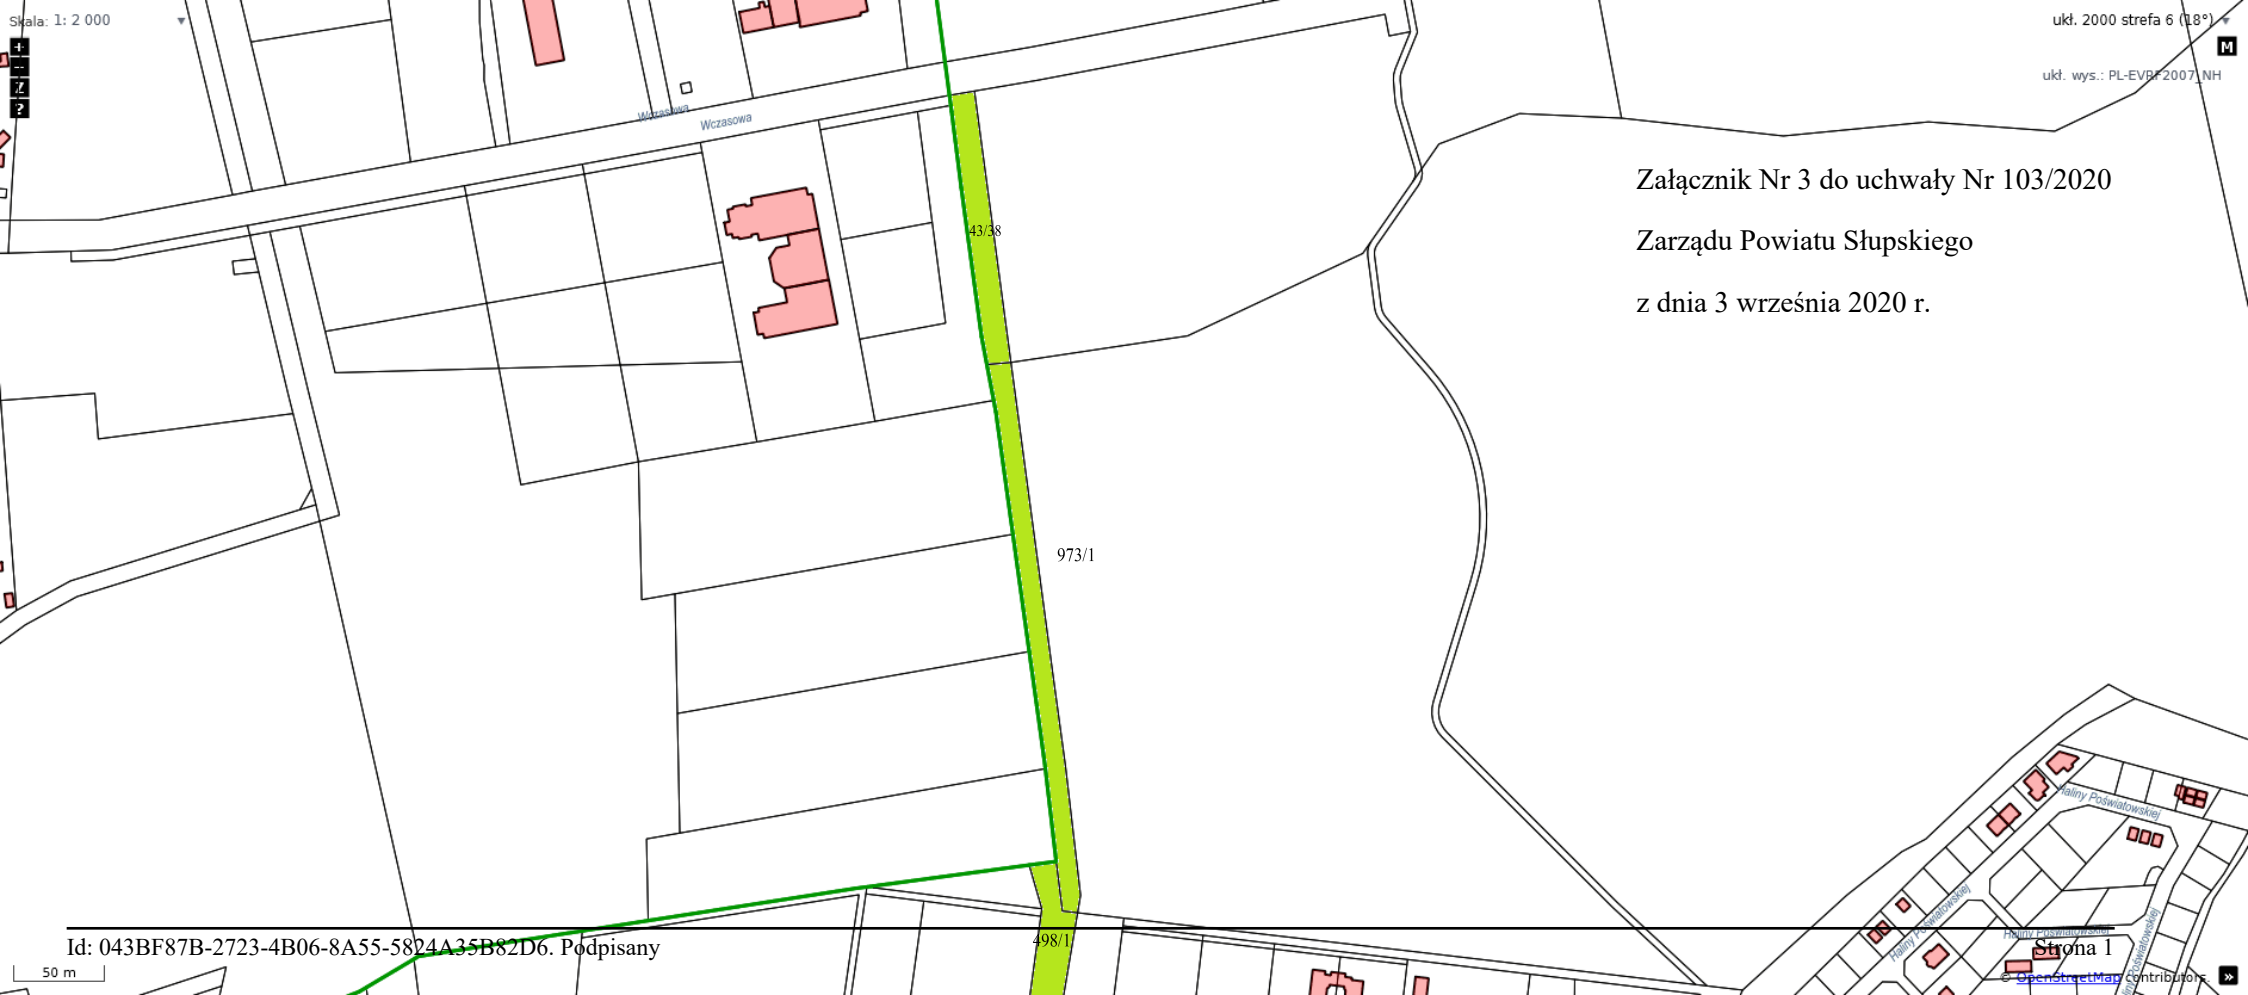 Skala: 1: 2 000
ukł. 2000 strefa 6 (18°)
+
-
Z
?
M
ukł. wys.: PL-EVRF2007_NH
Wczasowa
Wczasowa
Załącznik Nr 3 do uchwały Nr 103/2020
43/38
Zarządu Powiatu Słupskiego
z dnia 3 września 2020 r.
973/1
Haliny Poświatowskiej
Haliny Poświatowskiej
Haliny Poświatowskiej
Poświatowskiej
498/1
Id: 043BF87B-2723-4B06-8A55-5824A35B82D6. Podpisany
Strona 1
50 m
© OpenStreetMap contributors.
»